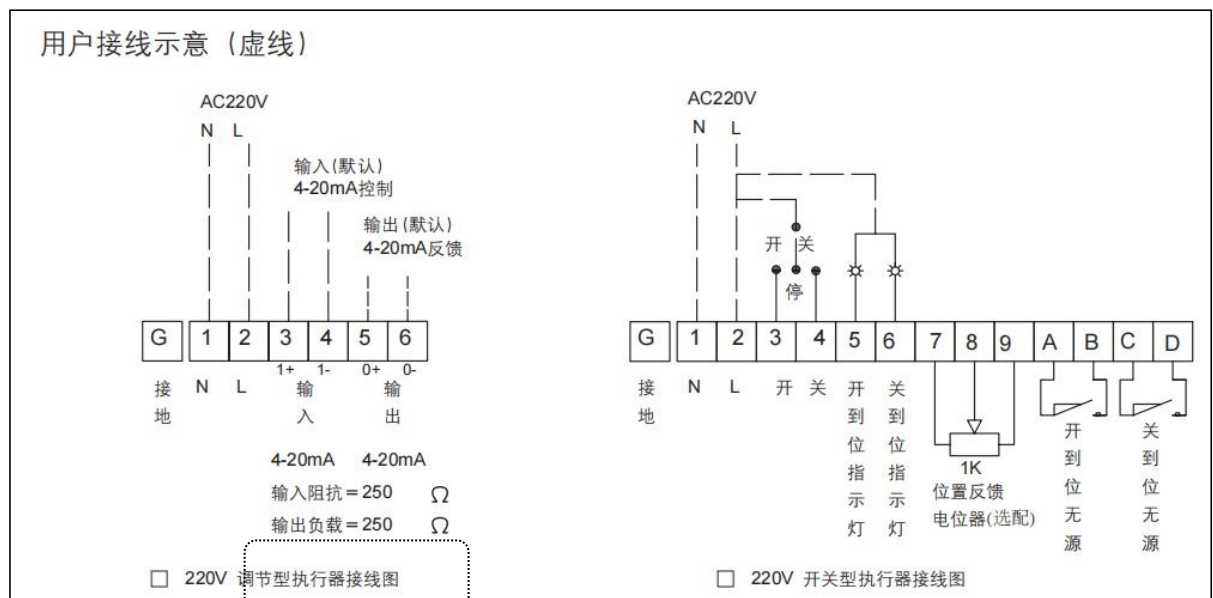 用户接线示意（虚线）
AC220V
N L
输入(默认)
4-20mA控制
输出(默认)
4-20mA反馈
G 1 2 3 4 5 6
1+ 1- 0+ 0-
接地 N L 输入 输出
4-20mA 4-20mA
输入阻抗＝250 Ω
输出负载＝250 Ω
□ 220V 调节型执行器接线图
AC220V
N L
开 关
停
G 1 2 3 4 5 6 7 8 9 A B C D
接地 N L 开 关 开到位指示灯 关到位指示灯
1K
位置反馈
电位器(选配)
开到位无源
关到位无源
□ 220V 开关型执行器接线图